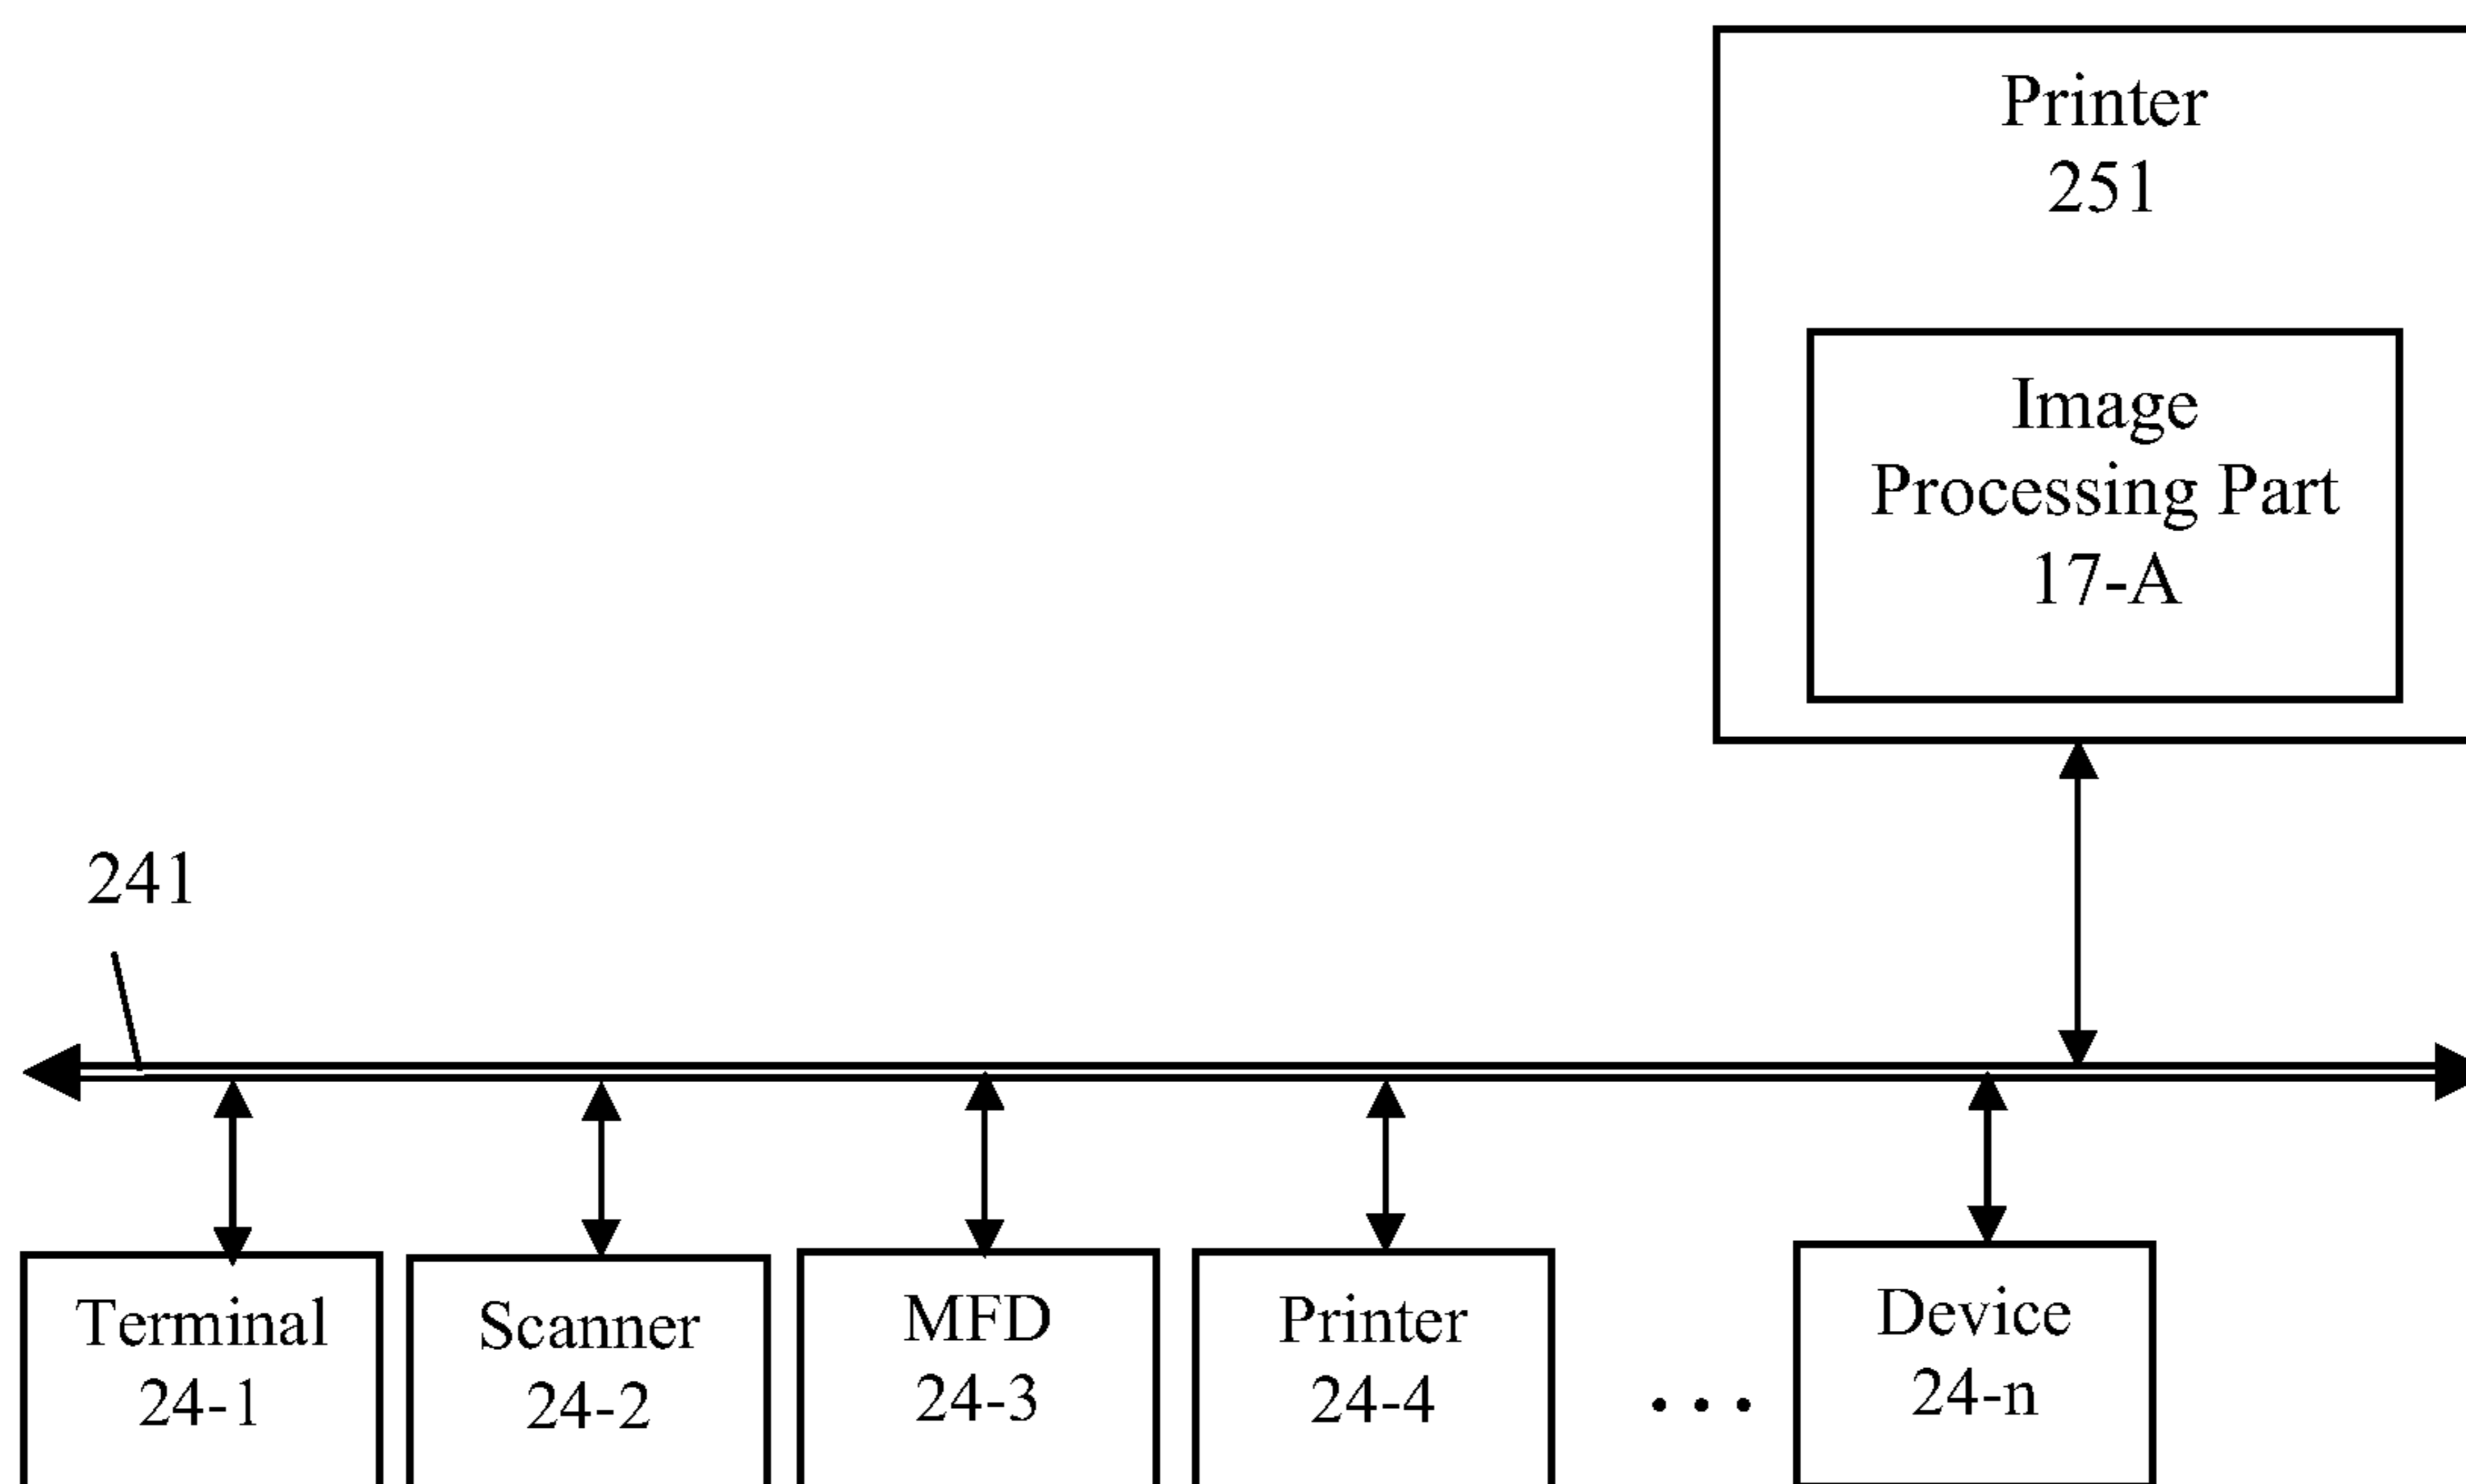 Printer
251
Image
Processing Part
17-A
241
Terminal
24-1
Scanner
24-2
MFD
24-3
Printer
24-4
...
Device
24-n